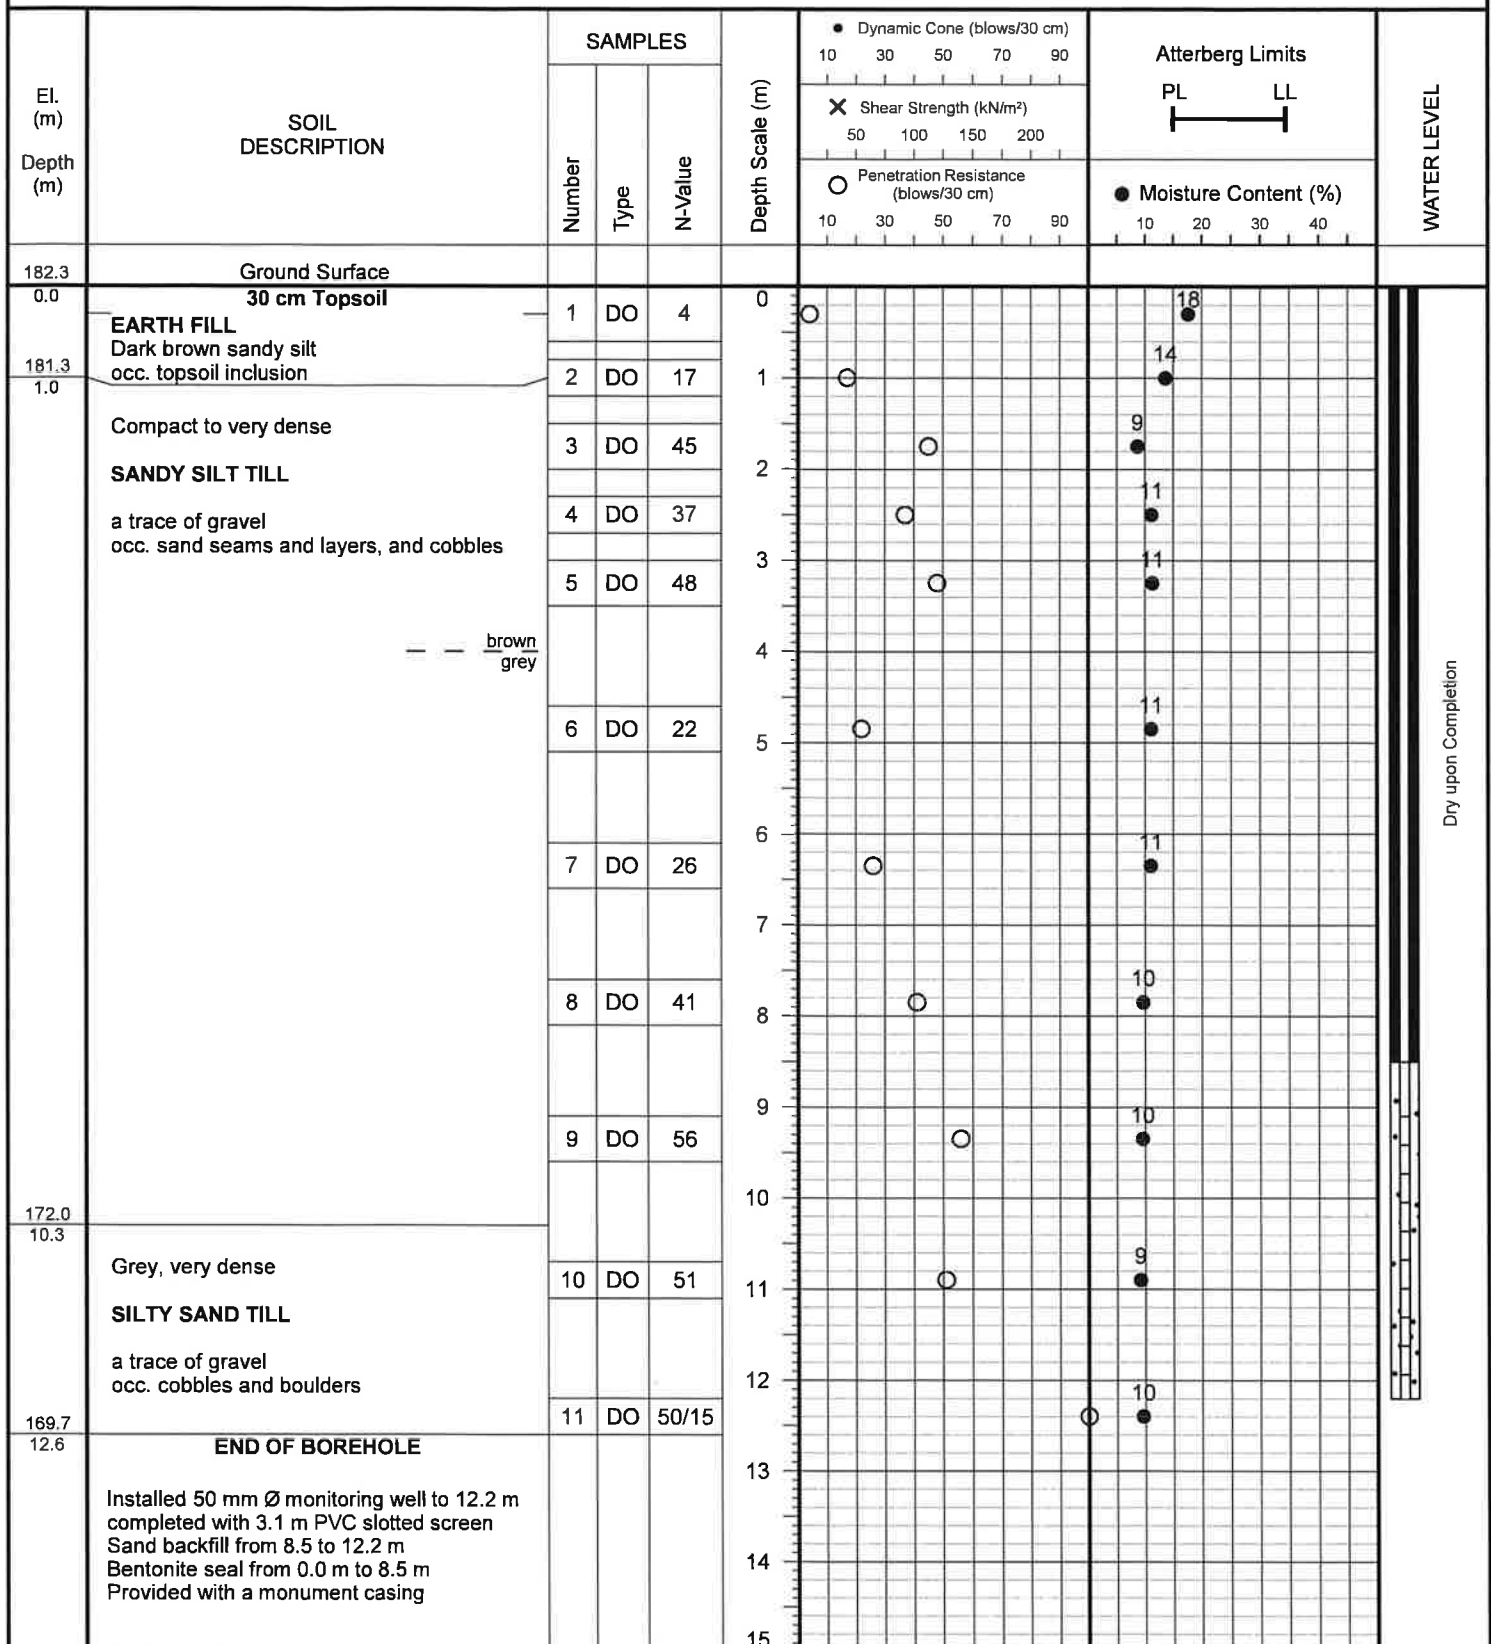 El.
(m)
Depth
(m)
SOIL
DESCRIPTION
SAMPLES
Number
Type
N-Value
Depth Scale (m)
● Dynamic Cone (blows/30 cm)
10 30 50 70 90
X Shear Strength (kN/m²)
50 100 150 200
O Penetration Resistance
(blows/30 cm)
10 30 50 70 90
Atterberg Limits
PL LL
● Moisture Content (%)
10 20 30 40
WATER LEVEL
182.3 Ground Surface
0.0 30 cm Topsoil 0 18
EARTH FILL 1 DO 4
Dark brown sandy silt 14
181.3 occ. topsoil inclusion 2 DO 17 1
1.0
Compact to very dense 9
3 DO 45
SANDY SILT TILL 2
11
a trace of gravel 4 DO 37
occ. sand seams and layers, and cobbles
3 11
5 DO 48
brown 4
grey
11
6 DO 22
5
6 11
7 DO 26
7
10
8 DO 41
8
9 10
9 DO 56
10
172.0
10.3
9
Grey, very dense 10 DO 51
11
SILTY SAND TILL
a trace of gravel
occ. cobbles and boulders 12 10
11 DO 50/15
169.7
12.6 END OF BOREHOLE
13
Installed 50 mm Ø monitoring well to 12.2 m
completed with 3.1 m PVC slotted screen
Sand backfill from 8.5 to 12.2 m
Bentonite seal from 0.0 m to 8.5 m 14
Provided with a monument casing
15
Dry upon Completion